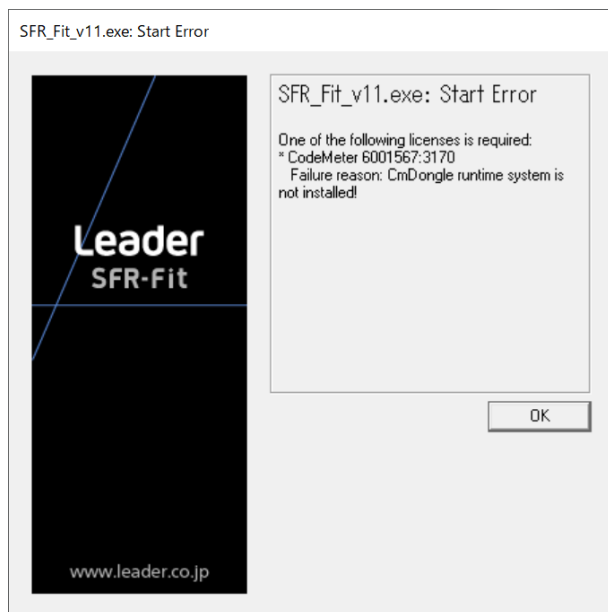 SFR_Fit_v11.exe: Start Error
SFR_Fit_v11.exe: Start Error
One of the following licenses is required:
* CodeMeter 6001567:3170
Failure reason: CmDongle runtime system is
not installed!
Leader
SFR-Fit
OK
www.leader.co.jp